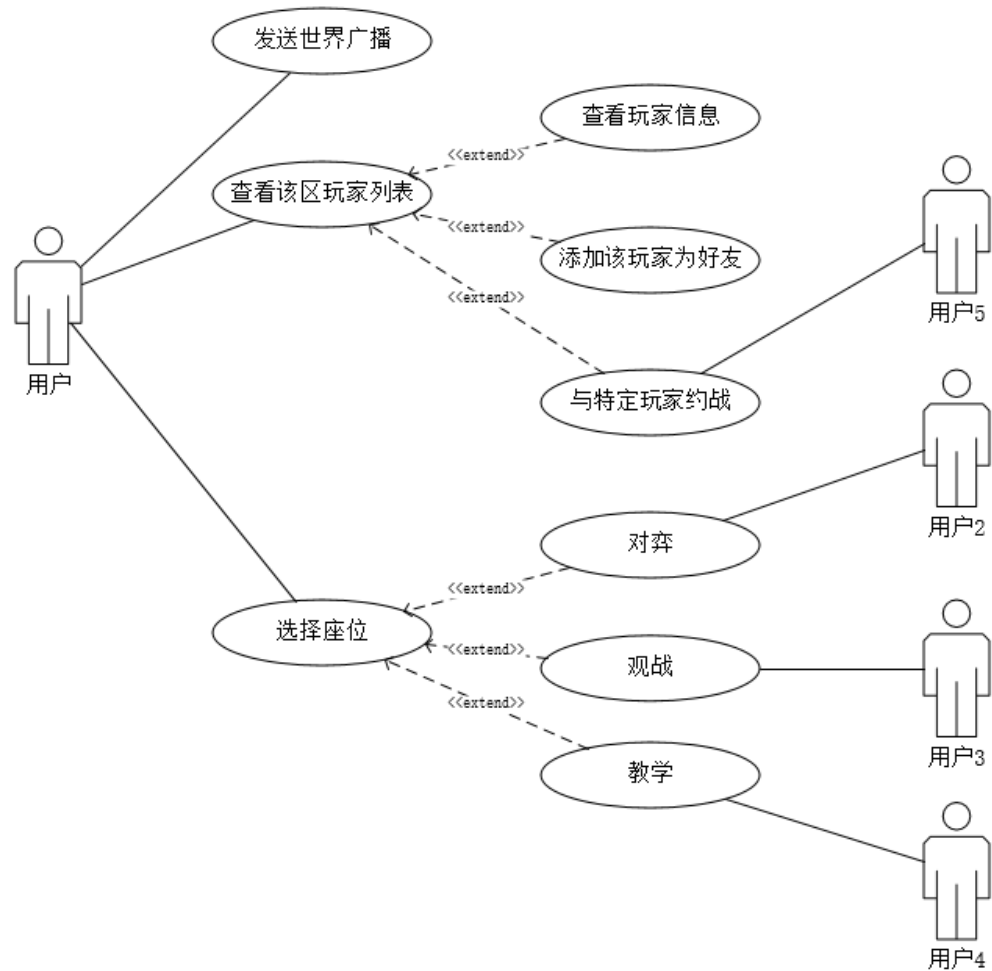 发送世界广播
查看玩家信息
<<extend>>
查看该区玩家列表
<<extend>>
添加该玩家为好友
<<extend>>
用户5
用户
与特定玩家约战
用户2
对弈
<<extend>>
选择座位
<<extend>>
观战
<<extend>>
用户3
教学
用户4